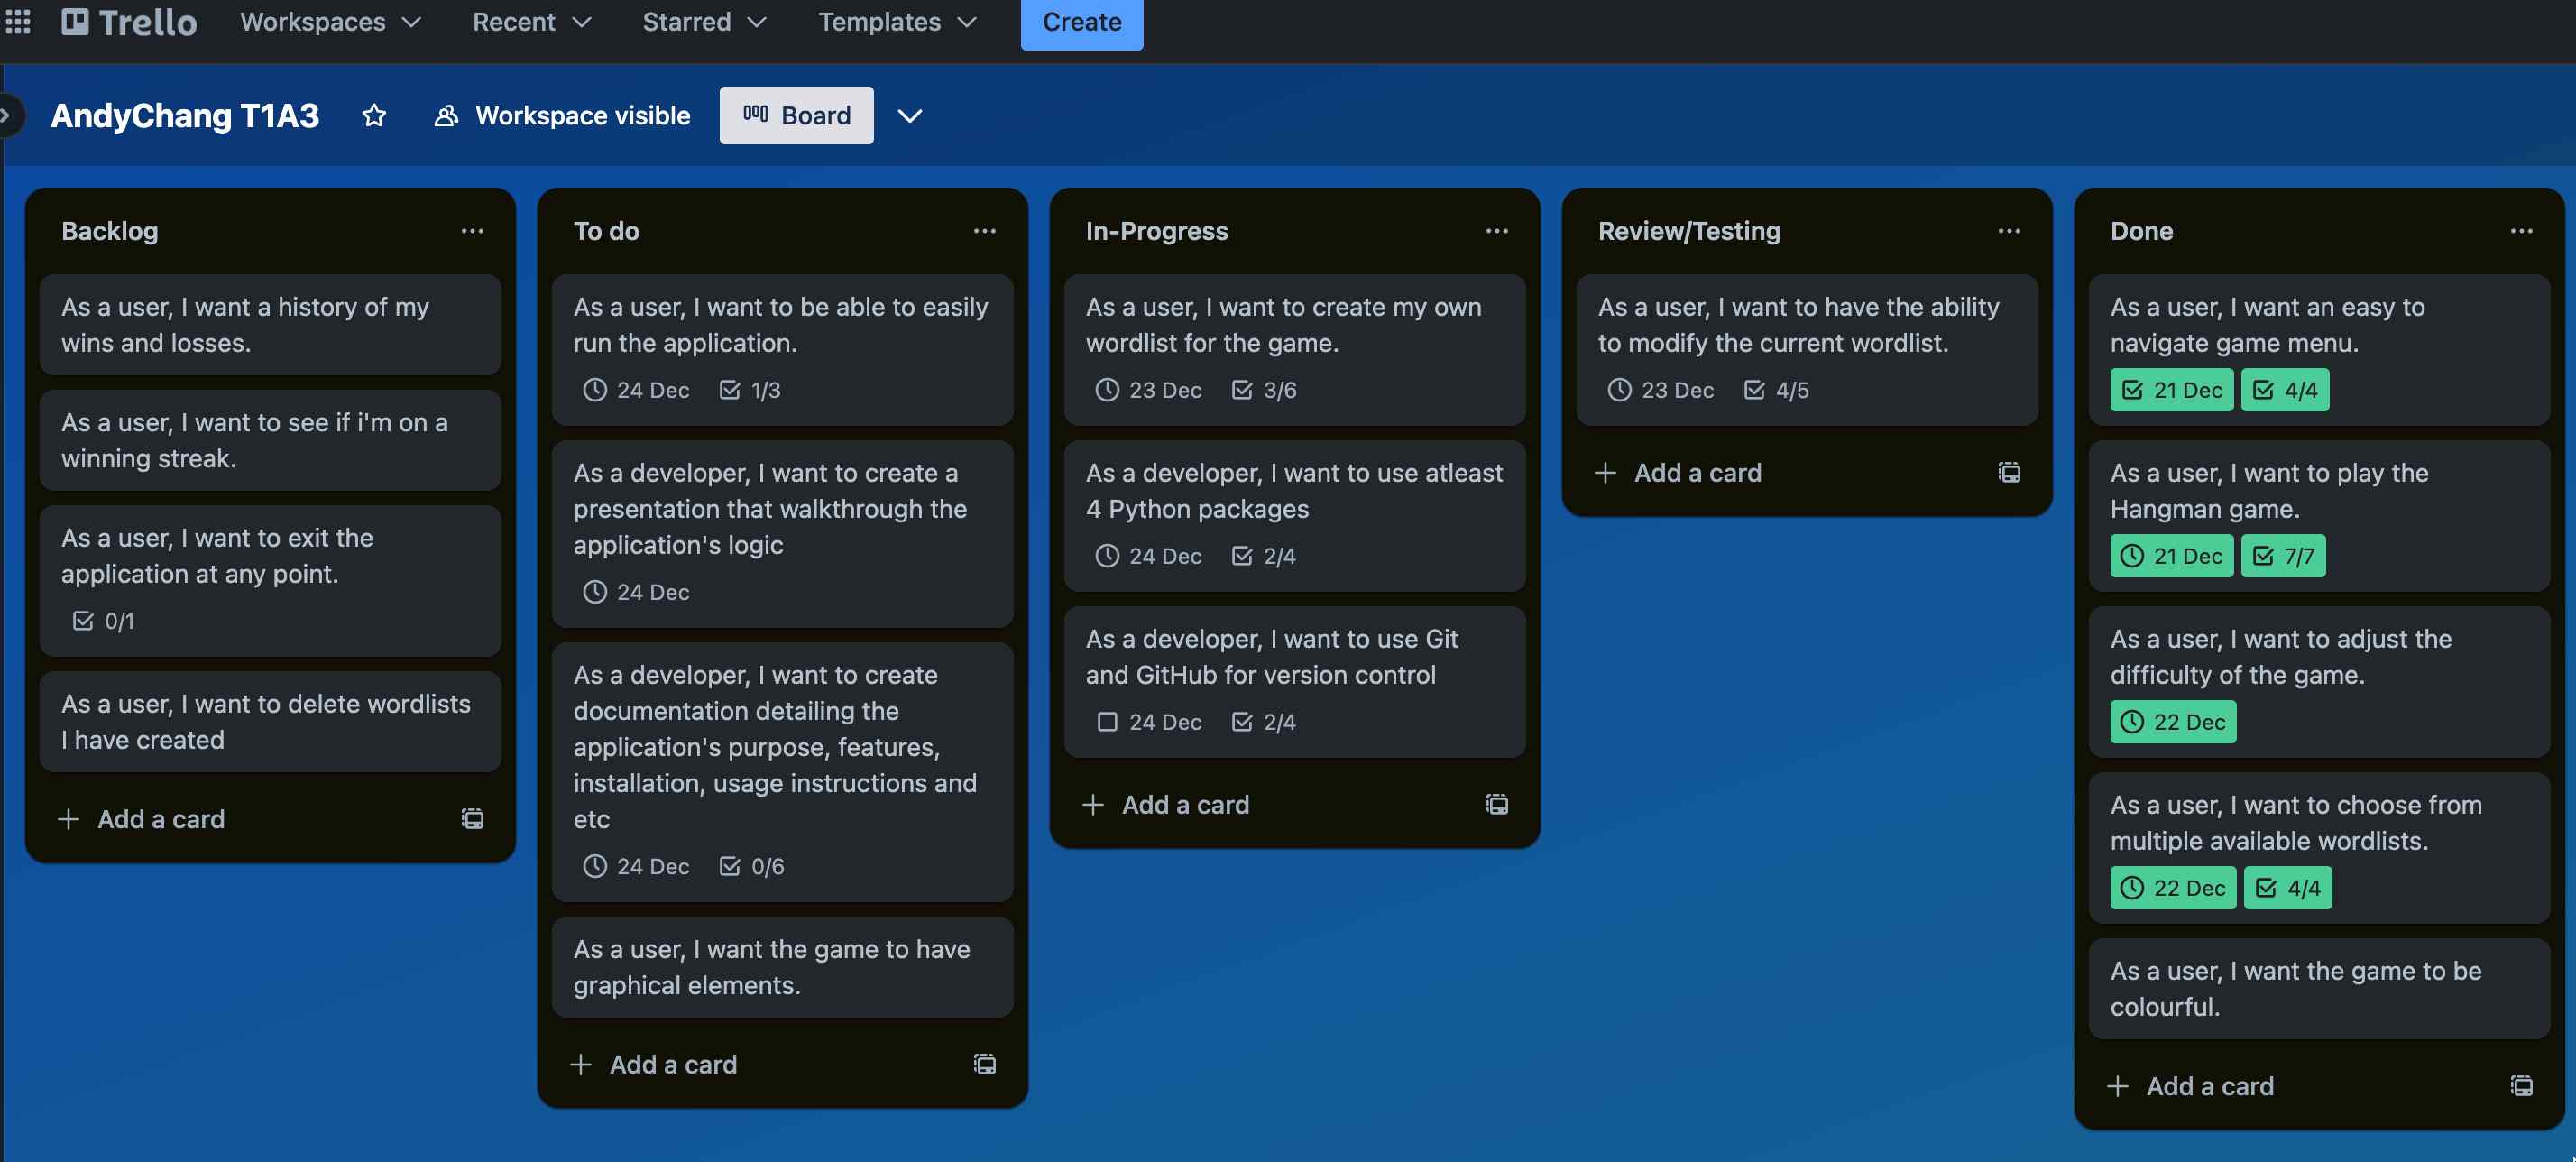 Trello Workspaces Recent Starred Templates Create
AndyChang T1A3 Workspace visible Board
Backlog
As a user, I want a history of my
wins and losses.
As a user, I want to see if i'm on a
winning streak.
As a user, I want to exit the
application at any point.
0/1
As a user, I want to delete wordlists
I have created
Add a card
To do
As a user, I want to be able to easily
run the application.
24 Dec 1/3
As a developer, I want to create a
presentation that walkthrough the
application's logic
24 Dec
As a developer, I want to create
documentation detailing the
application's purpose, features,
installation, usage instructions and
etc
24 Dec 0/6
As a user, I want the game to have
graphical elements.
Add a card
In-Progress
As a user, I want to create my own
wordlist for the game.
23 Dec 3/6
As a developer, I want to use atleast
4 Python packages
24 Dec 2/4
As a developer, I want to use Git
and GitHub for version control
24 Dec 2/4
Add a card
Review/Testing
As a user, I want to have the ability
to modify the current wordlist.
23 Dec 4/5
Add a card
Done
As a user, I want an easy to
navigate game menu.
21 Dec 4/4
As a user, I want to play the
Hangman game.
21 Dec 7/7
As a user, I want to adjust the
difficulty of the game.
22 Dec
As a user, I want to choose from
multiple available wordlists.
22 Dec 4/4
As a user, I want the game to be
colourful.
Add a card